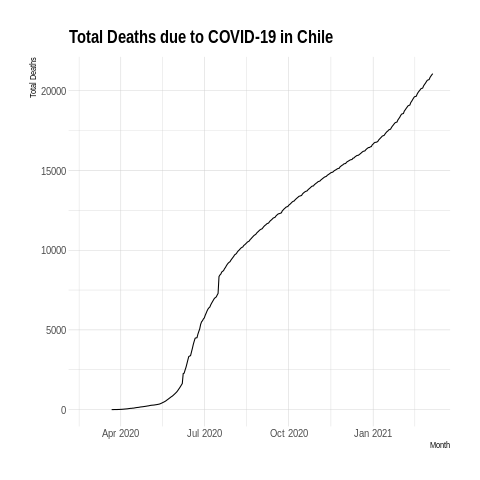 Total Deaths due to COVID-19 in Chile
Total Deaths
20000
15000
10000
5000
0
Apr 2020 Jul 2020 Oct 2020 Jan 2021
Month